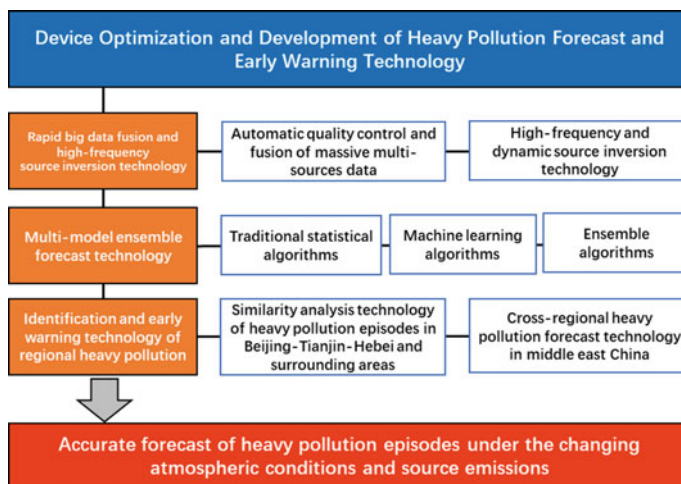 Device Optimization and Development of Heavy Pollution Forecast and
Early Warning Technology
Rapid big data fusion and
high-frequency
source inversion technology
Automatic quality control and
fusion of massive multi-
sources data
High-frequency and
dynamic source inversion
technology
Multi-model ensemble
forecast technology
Traditional statistical
algorithms
Machine learning
algorithms
Ensemble
algorithms
Identification and early
warning technology of
regional heavy pollution
Similarity analysis technology
of heavy pollution episodes in
Beijing-Tianjin-Hebei and
surrounding areas
Cross-regional heavy
pollution forecast technology
in middle east China
Accurate forecast of heavy pollution episodes under the changing
atmospheric conditions and source emissions